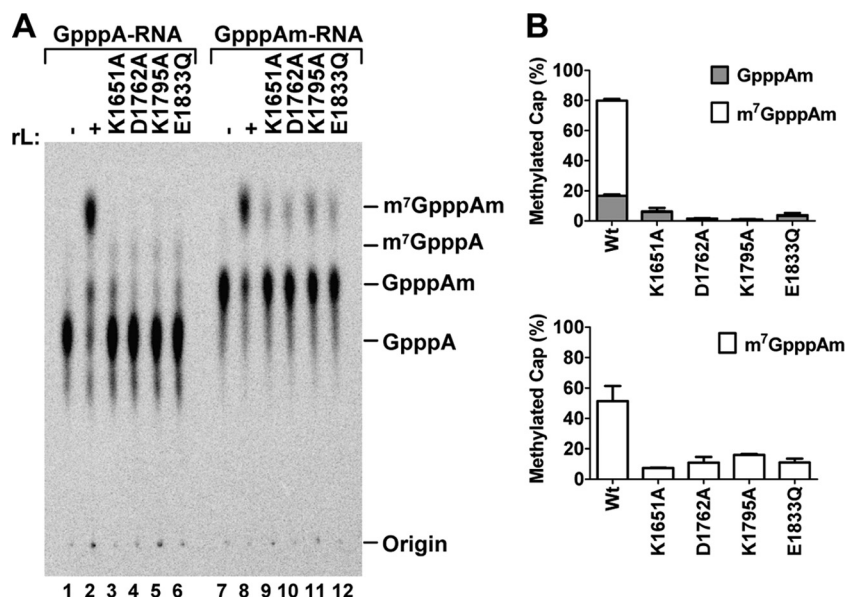 A
GpppA-RNA GpppAm-RNA
rL: - + K1651A D1762A K1795A E1833Q - + K1651A D1762A K1795A E1833Q
m⁷GpppAm
m⁷GpppA
GpppAm
GpppA
Origin
1 2 3 4 5 6 7 8 9 10 11 12
B
Methylated Cap (%)
100
80
60
40
20
0
GpppAm
m⁷GpppAm
Wt K1651A D1762A K1795A E1833Q
Methylated Cap (%)
100
80
60
40
20
0
m⁷GpppAm
Wt K1651A D1762A K1795A E1833Q